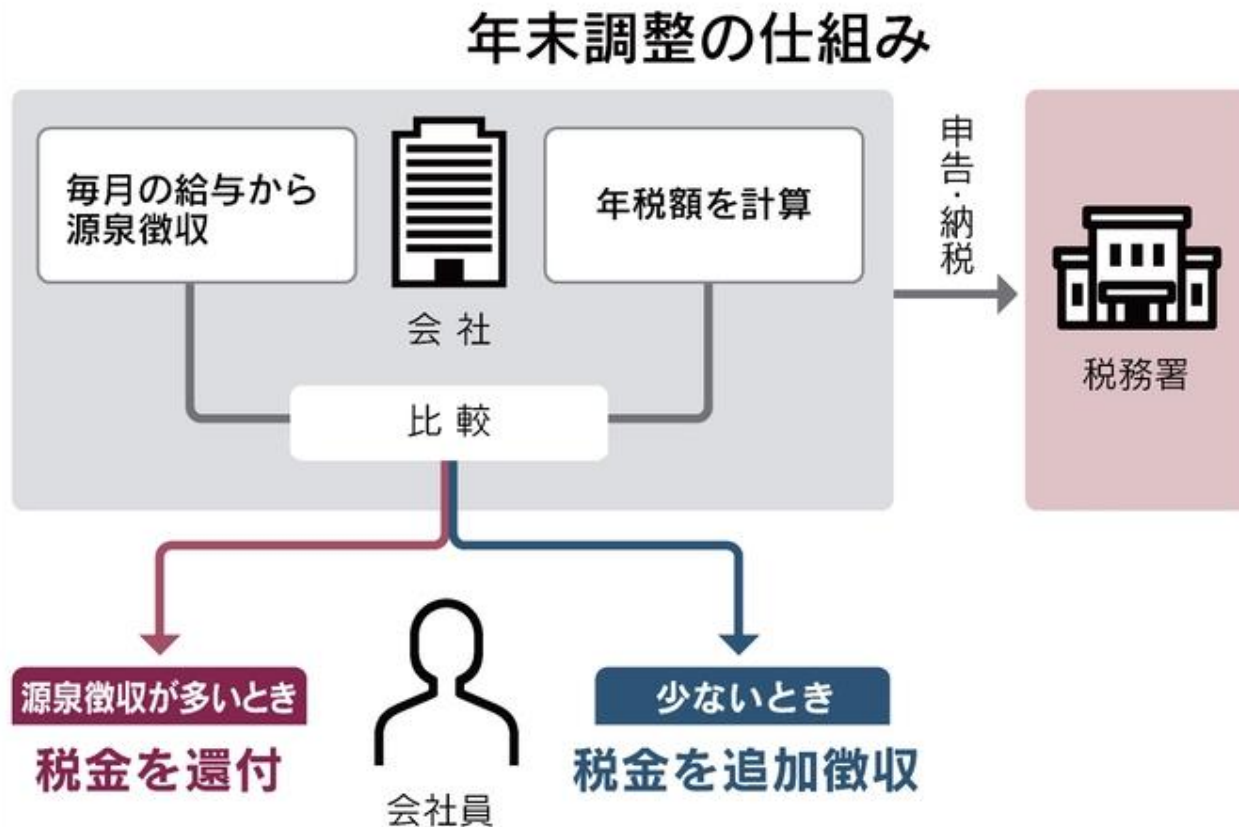 年末調整の仕組み
毎月の給与から
源泉徴収
会社
年税額を計算
比較
申告・納税
税務署
源泉徴収が多いとき
税金を還付
会社員
少ないとき
税金を追加徴収